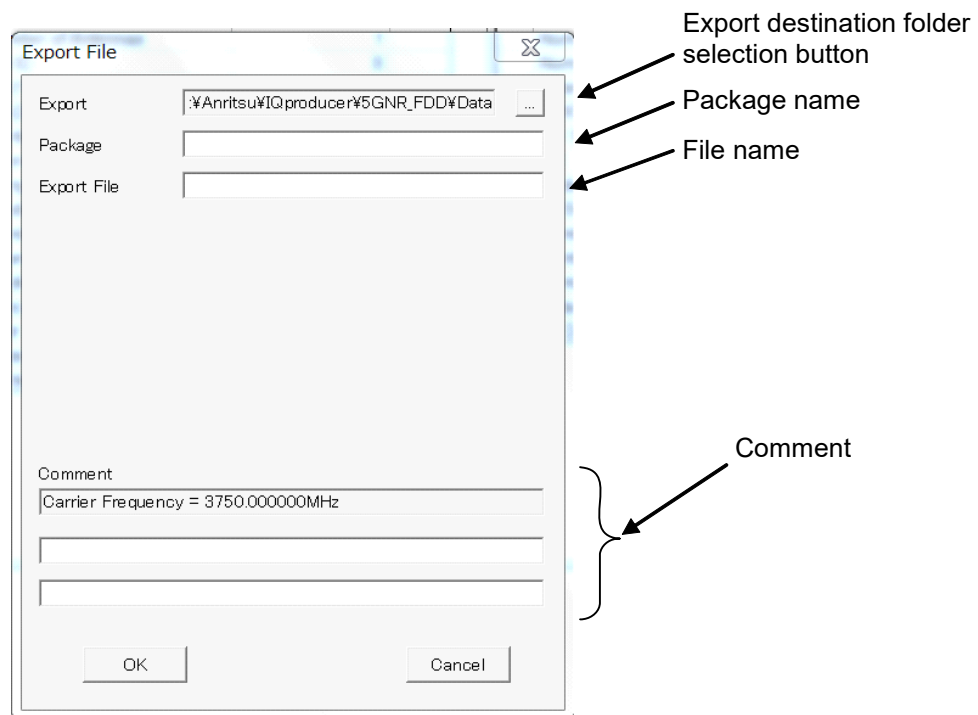 Export File
Export destination folder
selection button
Export
:¥Anritsu¥IQproducer¥5GNR_FDD¥Data
...
Package name
Package
File name
Export File
Comment
Comment
Carrier Frequency = 3750.000000MHz
OK
Cancel